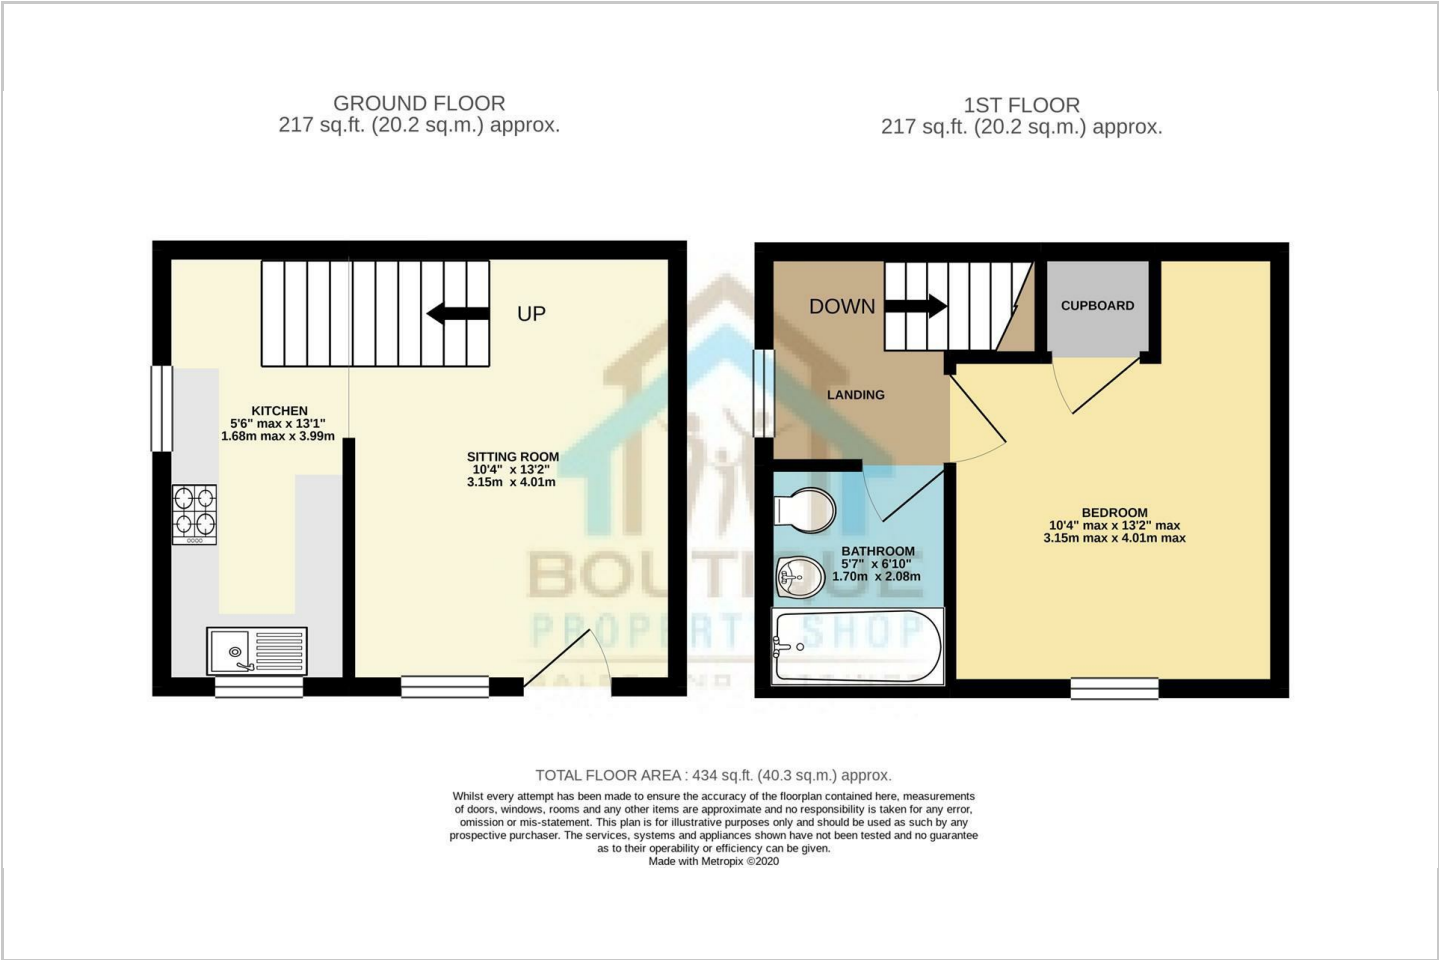 GROUND FLOOR
217 sq.ft. (20.2 sq.m.) approx.
1ST FLOOR
217 sq.ft. (20.2 sq.m.) approx.
UP
KITCHEN
5'6" max x 13'1"
1.68m max x 3.99m
SITTING ROOM
10'4" x 13'2"
3.15m x 4.01m
DOWN
CUPBOARD
LANDING
BEDROOM
10'4" max x 13'2" max
3.15m max x 4.01m max
BATHROOM
5'7" x 6'10"
1.70m x 2.08m
BOUTIQUE
PROPERTY SHOP
TOTAL FLOOR AREA : 434 sq.ft. (40.3 sq.m.) approx.
Whilst every attempt has been made to ensure the accuracy of the floorplan contained here, measurements
of doors, windows, rooms and any other items are approximate and no responsibility is taken for any error,
omission or mis-statement. This plan is for illustrative purposes only and should be used as such by any
prospective purchaser. The services, systems and appliances shown have not been tested and no guarantee
as to their operability or efficiency can be given.
Made with Metropix ©2020